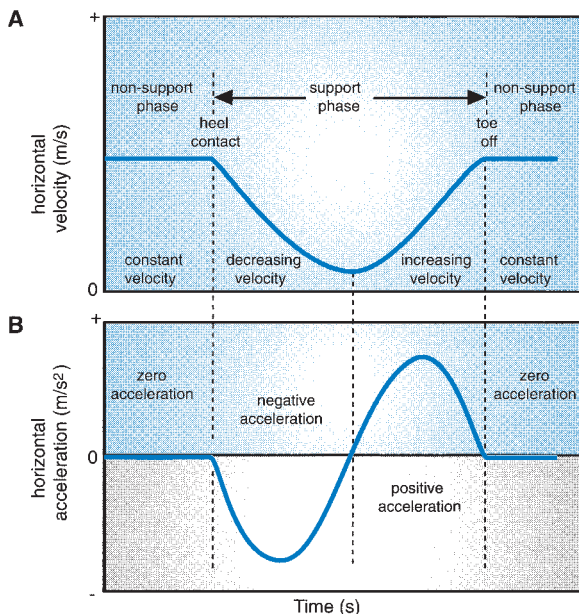 A
+
non-support
phase
support
phase
non-support
phase
heel
contact
toe
off
horizontal
velocity (m/s)
constant
velocity
decreasing
velocity
increasing
velocity
constant
velocity
0
B
+
zero
acceleration
negative
acceleration
zero
acceleration
horizontal
acceleration (m/s²)
0
positive
acceleration
-
Time (s)